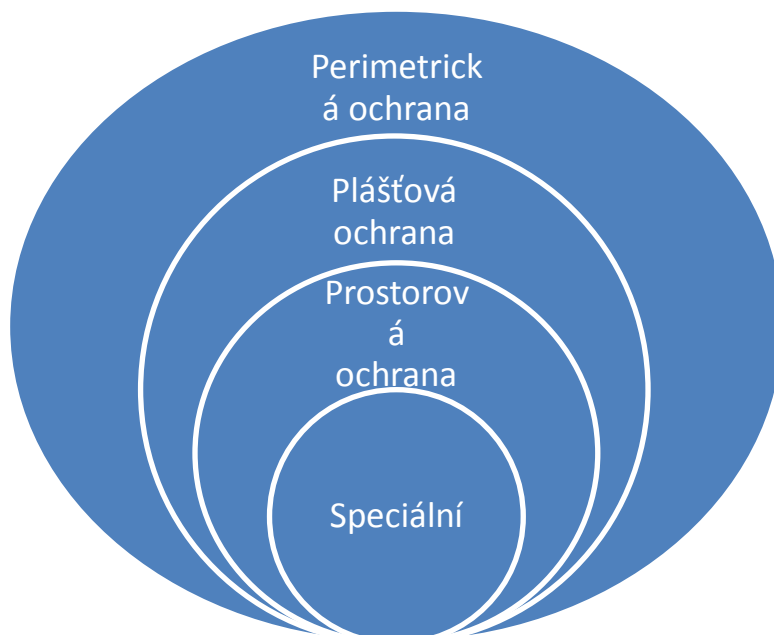 Perimetrick
á ochrana
Plášťová
ochrana
Prostorov
á
ochrana
Speciální